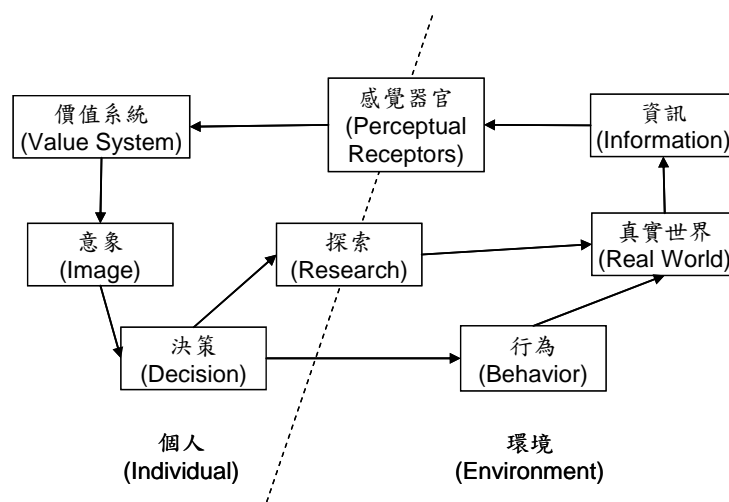 感覺器官
(Perceptual
Receptors)
價值系統
(Value System)
資訊
(Information)
意象
(Image)
探索
(Research)
真實世界
(Real World)
決策
(Decision)
行為
(Behavior)
個人
(Individual)
環境
(Environment)